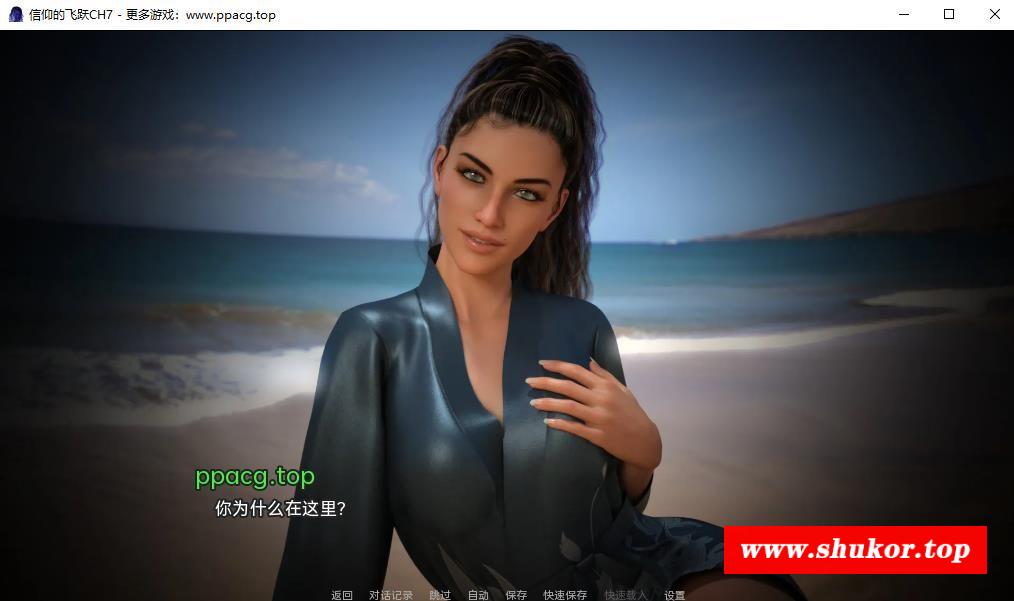 信仰的飞跃CH7 - 更多游戏：www.ppacg.top
ppacg.top
你为什么在这里？
www.shukor.top
返回 对话记录 跳过 自动 保存 快速保存 快速载入 设置